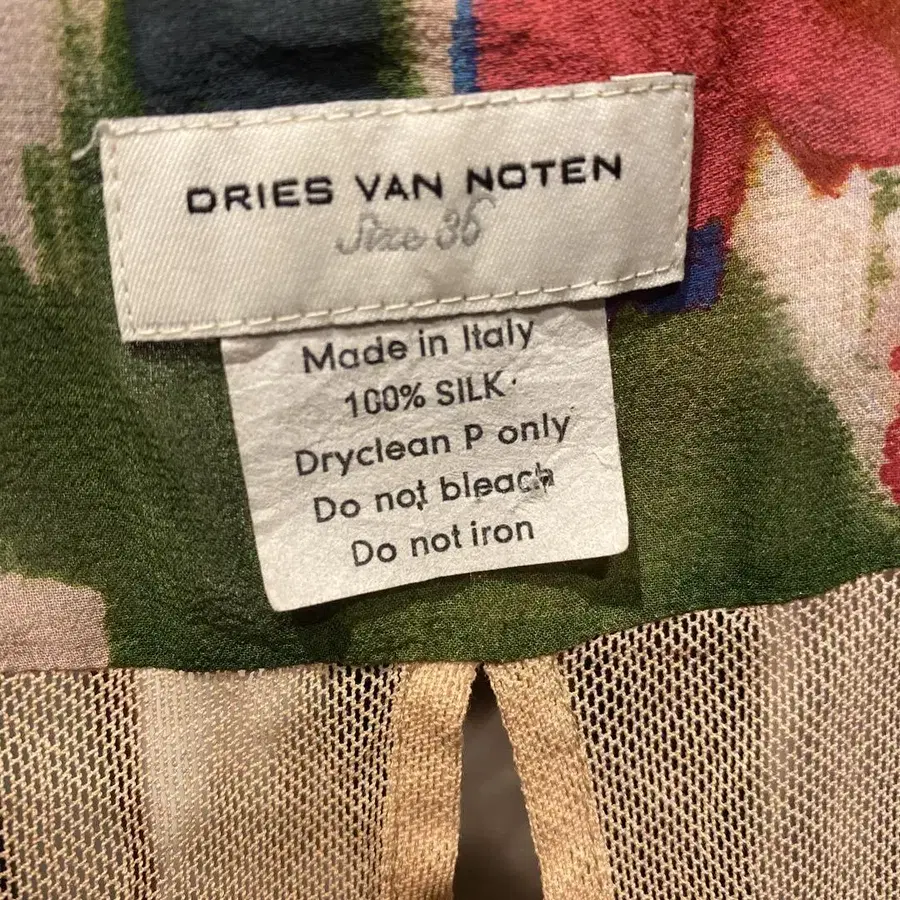 DRIES VAN NOTEN
Size 36
Made in Italy
100% SILK
Dryclean P only
Do not bleach
Do not iron